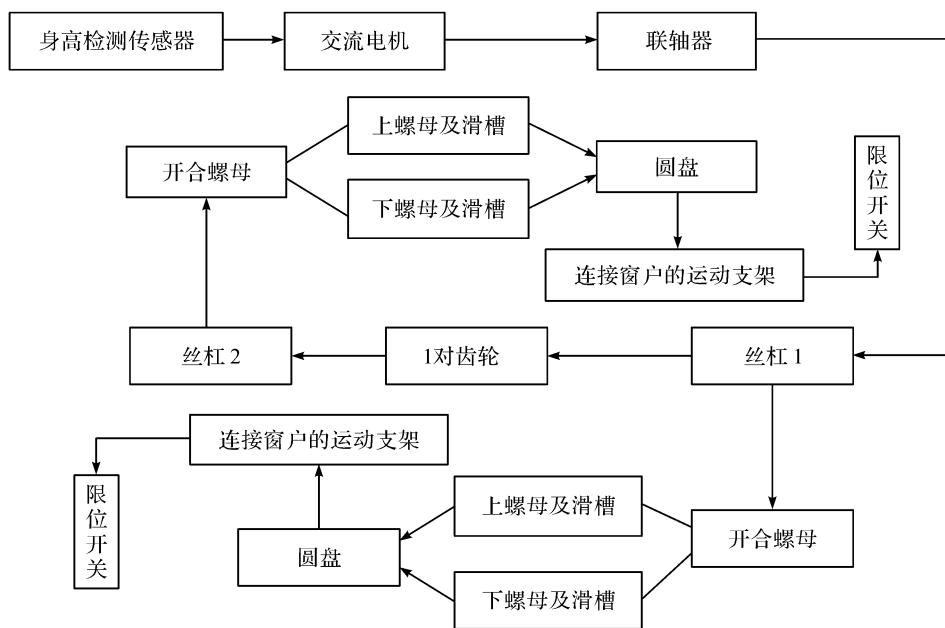 身高检测传感器
交流电机
联轴器
上螺母及滑槽
开合螺母
圆盘
限位开关
下螺母及滑槽
连接窗户的运动支架
丝杠 2
1对齿轮
丝杠 1
连接窗户的运动支架
限位开关
上螺母及滑槽
开合螺母
圆盘
下螺母及滑槽